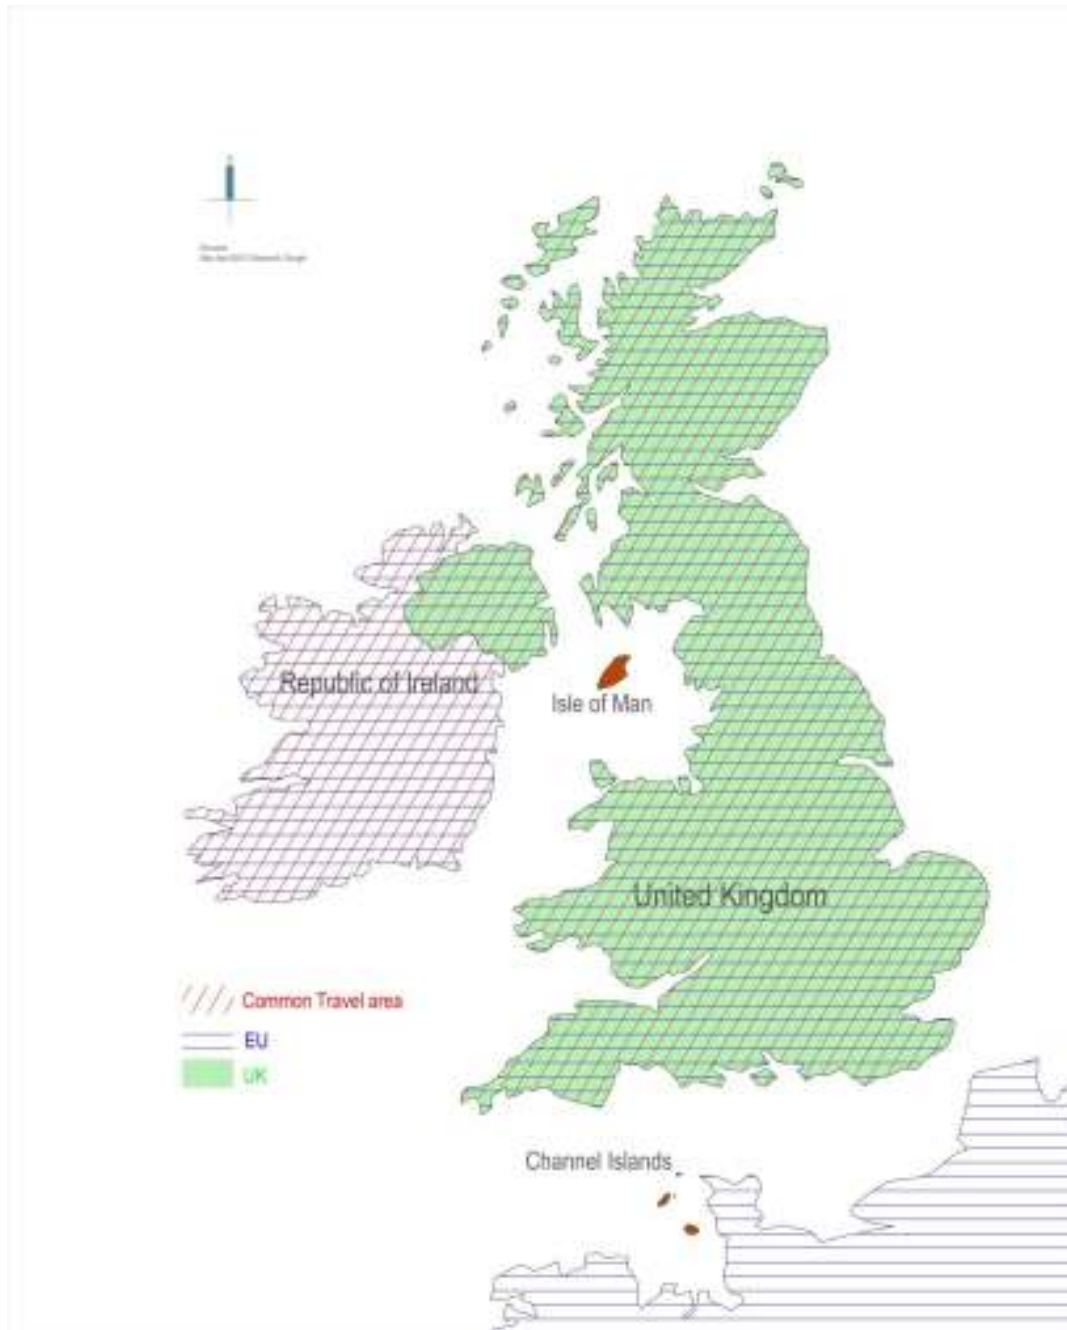 Republic of Ireland
Isle of Man
United Kingdom
Common Travel area
EU
UK
Channel Islands